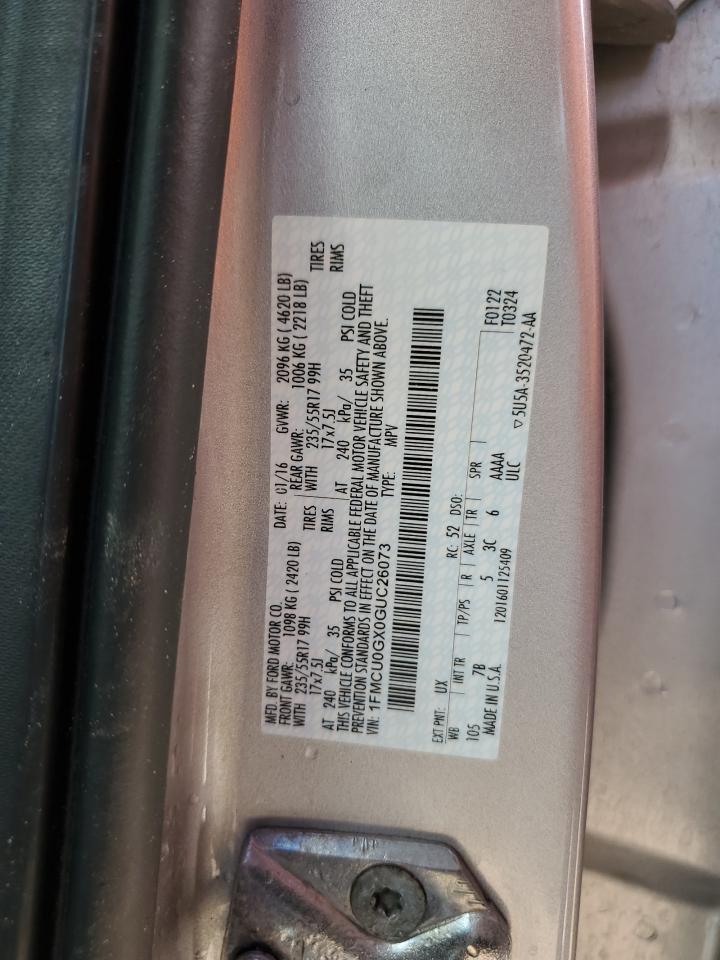 MFD. BY FORD MOTOR CO.
DATE: 01/16 GVWR: 2096 KG ( 4620 LB)
FRONT GAWR: 1098 KG ( 2420 LB) REAR GAWR: 1006 KG ( 2218 LB)
WITH 235/55R17 99H TIRES WITH 235/55R17 99H TIRES
17x7.5J RIMS 17x7.5J RIMS
AT 240 kPa/ 35 PSI COLD AT 240 kPa/ 35 PSI COLD
THIS VEHICLE CONFORMS TO ALL APPLICABLE FEDERAL MOTOR VEHICLE SAFETY AND THEFT
PREVENTION STANDARDS IN EFFECT ON THE DATE OF MANUFACTURE SHOWN ABOVE.
VIN: 1FMCU0GX0GUC26073 TYPE: MPV
EXT PNT: UX RC: 52 DSO:
WB INT TR TP/PS R AXLE TR SPR F0122
105 7B 5 3C 6 AAAA T0324
ULC
MADE IN U.S.A. 1201601125409
▽5U5A-3520472-AA